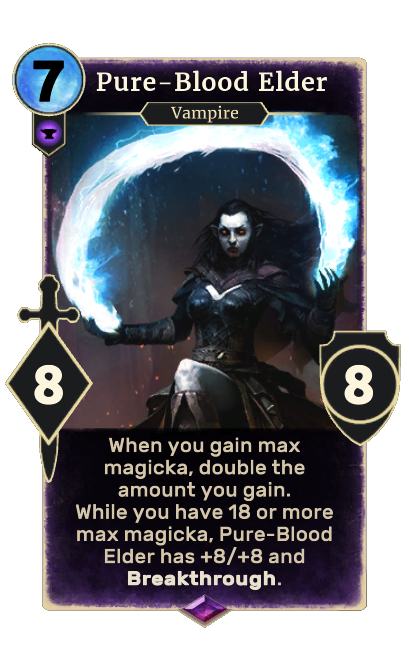 7
Pure-Blood Elder
Vampire
8
8
When you gain max
magicka, double the
amount you gain.
While you have 18 or more
max magicka, Pure-Blood
Elder has +8/+8 and
Breakthrough.